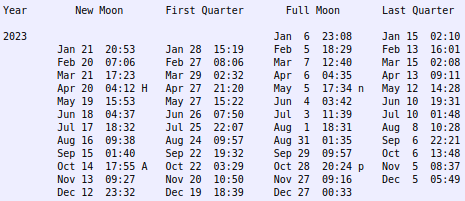 Year New Moon First Quarter Full Moon Last Quarter
2023 Jan 6 23:08 Jan 15 02:10
Jan 21 20:53 Jan 28 15:19 Feb 5 18:29 Feb 13 16:01
Feb 20 07:06 Feb 27 08:06 Mar 7 12:40 Mar 15 02:08
Mar 21 17:23 Mar 29 02:32 Apr 6 04:35 Apr 13 09:11
Apr 20 04:12 H Apr 27 21:20 May 5 17:34 n May 12 14:28
May 19 15:53 May 27 15:22 Jun 4 03:42 Jun 10 19:31
Jun 18 04:37 Jun 26 07:50 Jul 3 11:39 Jul 10 01:48
Jul 17 18:32 Jul 25 22:07 Aug 1 18:31 Aug 8 10:28
Aug 16 09:38 Aug 24 09:57 Aug 31 01:35 Sep 6 22:21
Sep 15 01:40 Sep 22 19:32 Sep 29 09:57 Oct 6 13:48
Oct 14 17:55 A Oct 22 03:29 Oct 28 20:24 p Nov 5 08:37
Nov 13 09:27 Nov 20 10:50 Nov 27 09:16 Dec 5 05:49
Dec 12 23:32 Dec 19 18:39 Dec 27 00:33